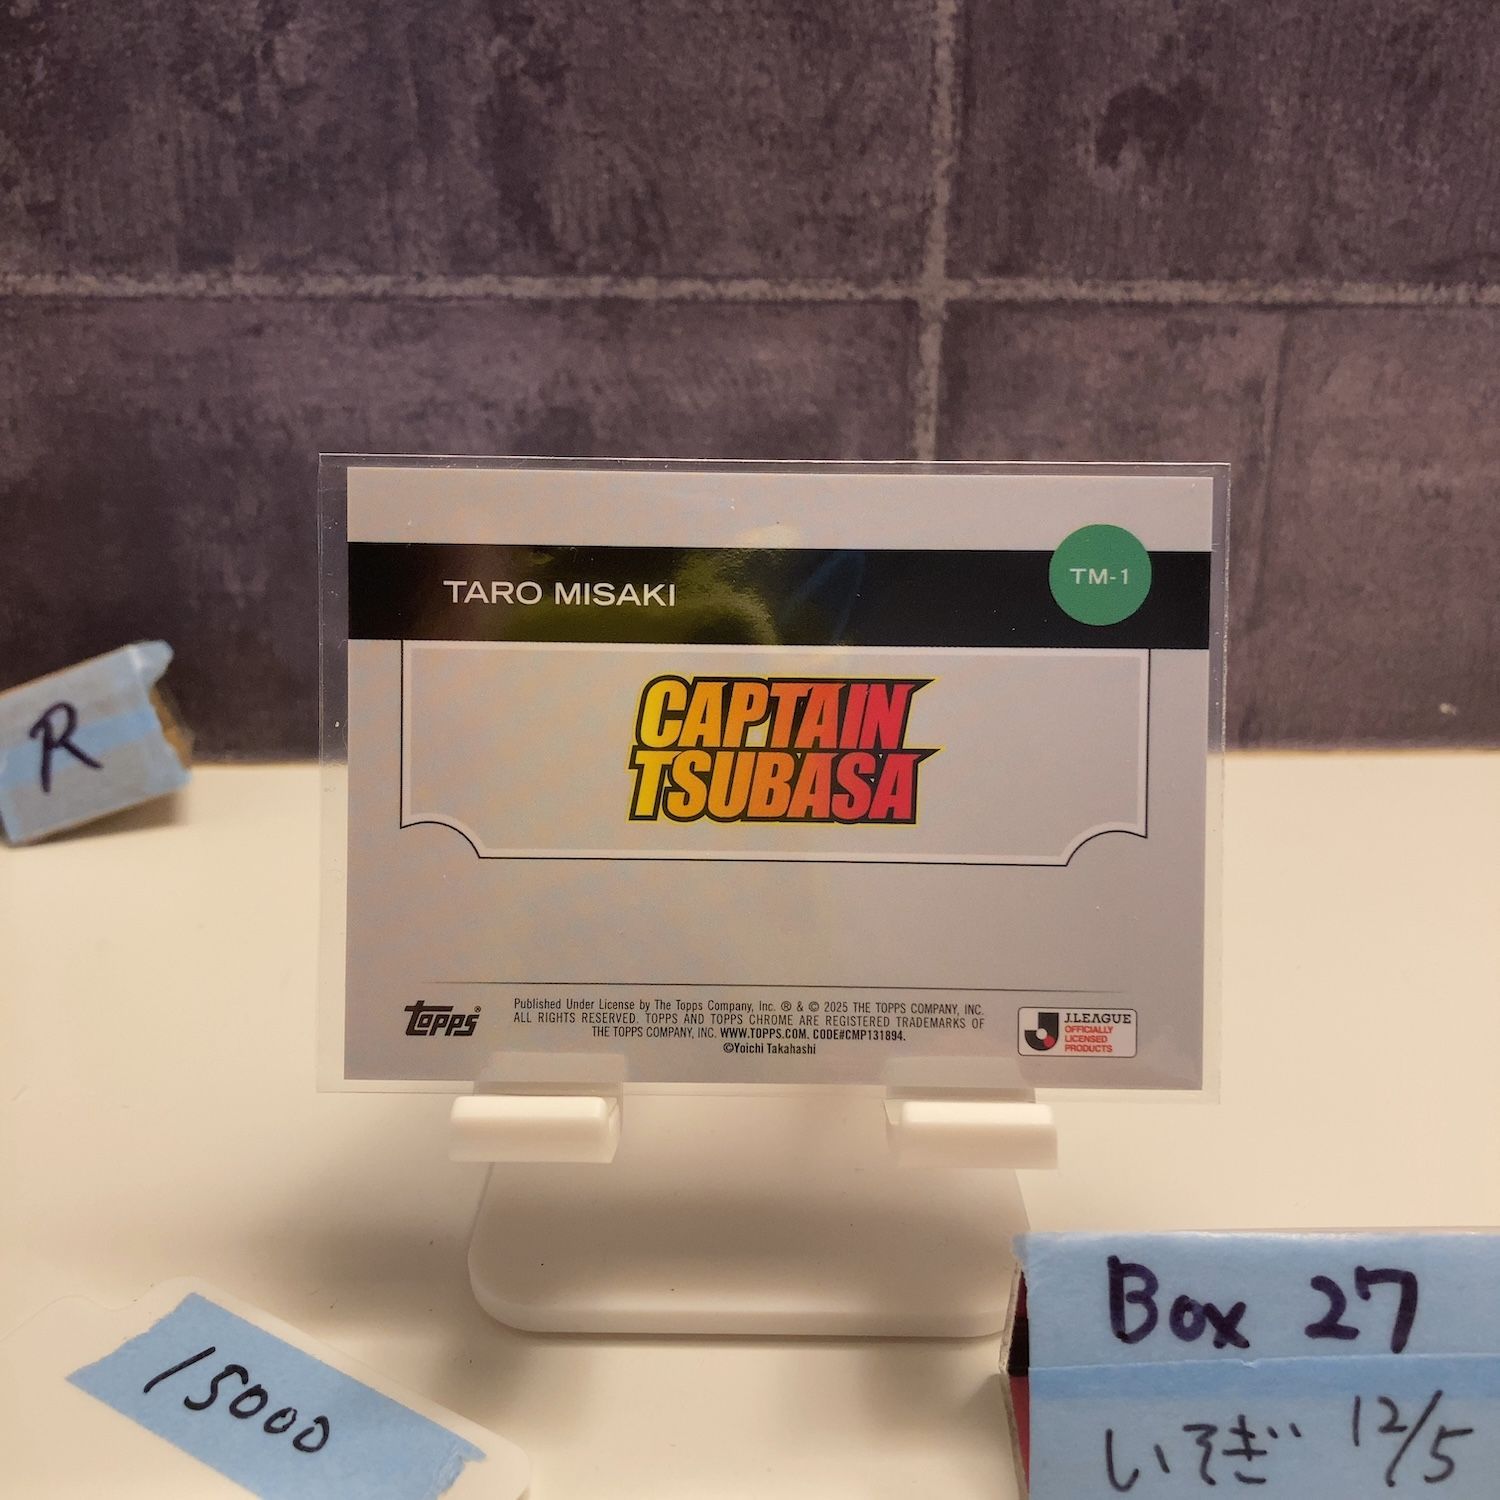 TARO MISAKI
TM-1
CAPTAIN
TSUBASA
topps®
Published Under License by The Topps Company, Inc. ® & © 2025 THE TOPPS COMPANY, INC.
ALL RIGHTS RESERVED. TOPPS AND TOPPS CHROME ARE REGISTERED TRADEMARKS OF
THE TOPPS COMPANY, INC. WWW.TOPPS.COM. CODE#CMP131894.
©Yoichi Takahashi
J.LEAGUE
OFFICIALLY
LICENSED
PRODUCTS
R
15000
Box 27
いそぎ 12/5